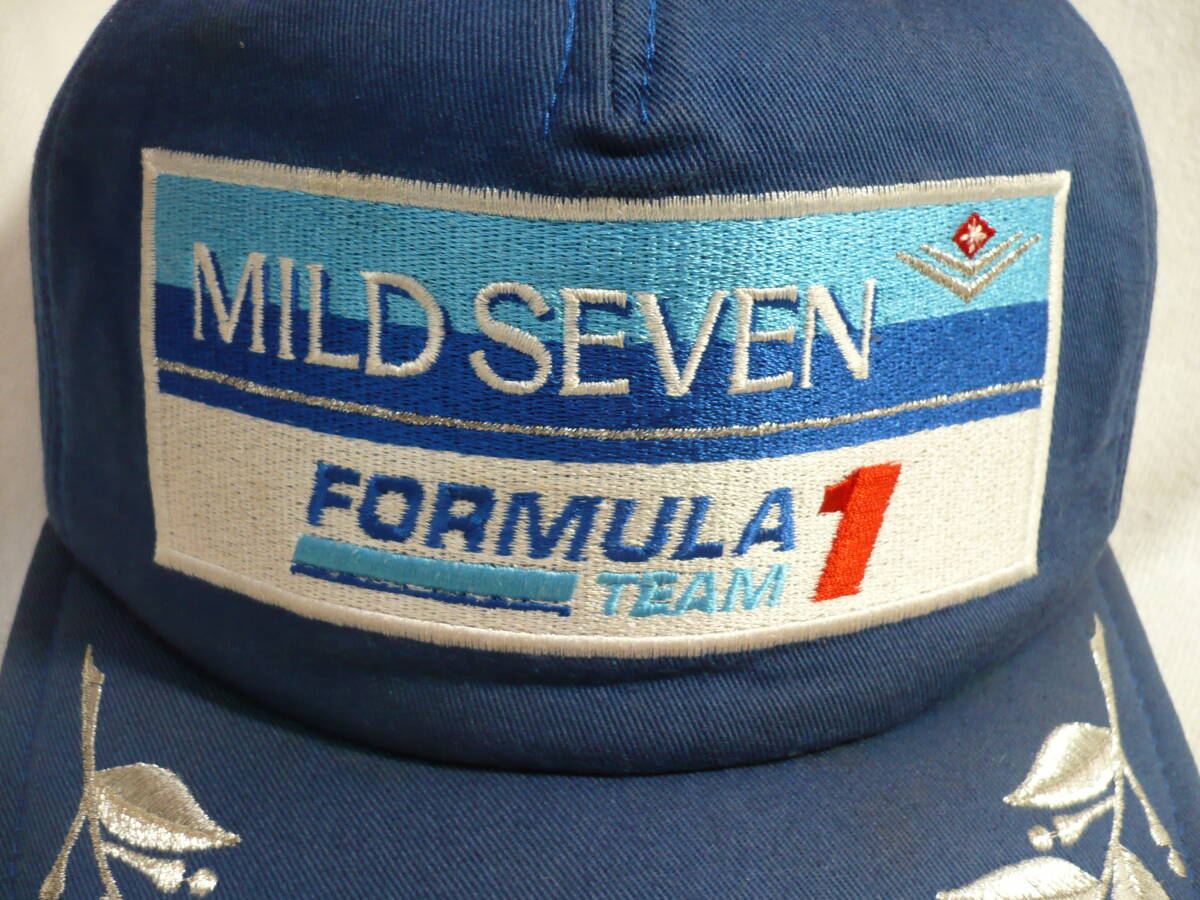 MILD SEVEN
FORMULA 1
TEAM